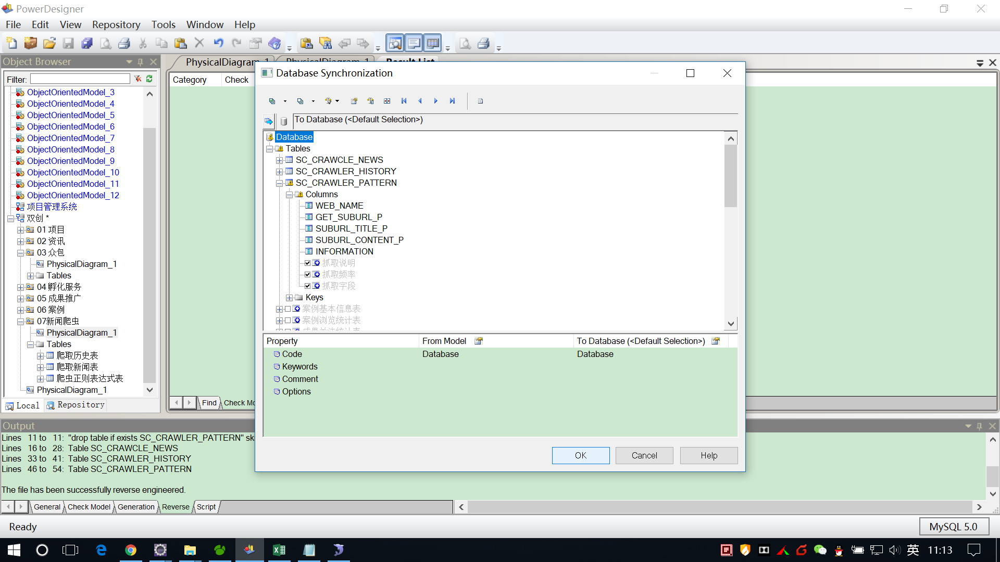 PowerDesigner
File Edit View Repository Tools Window Help
Object Browser
Filter:
ObjectOrientedModel_3
ObjectOrientedModel_4
ObjectOrientedModel_5
ObjectOrientedModel_6
ObjectOrientedModel_7
ObjectOrientedModel_8
ObjectOrientedModel_9
ObjectOrientedModel_10
ObjectOrientedModel_11
ObjectOrientedModel_12
项目管理系统
双创 *
01 项目
02 资讯
03 众包
PhysicalDiagram_1
Tables
04 孵化服务
05 成果推广
06 案例
07新闻爬虫
PhysicalDiagram_1
Tables
爬取历史表
爬取新闻表
爬虫正则表达式表
PhysicalDiagram_1
Local Repository
PhysicalDiagram_1 PhysicalDiagram_1 Result List
Category Check
Find Check Mo
Database Synchronization
To Database (<Default Selection>)
Database
Tables
SC_CRAWCLE_NEWS
SC_CRAWLER_HISTORY
SC_CRAWLER_PATTERN
Columns
WEB_NAME
GET_SUBURL_P
SUBURL_TITLE_P
SUBURL_CONTENT_P
INFORMATION
抓取说明
抓取频率
抓取字段
Keys
案例基本信息表
案例浏览统计表
Property From Model To Database (<Default Selection>)
Code Database Database
Keywords
Comment
Options
OK Cancel Help
Output
Lines 11 to 11: "drop table if exists SC_CRAWLER_PATTERN" sk
Lines 16 to 28: Table SC_CRAWCLE_NEWS
Lines 33 to 41: Table SC_CRAWLER_HISTORY
Lines 46 to 54: Table SC_CRAWLER_PATTERN
The file has been successfully reverse engineered.
General Check Model Generation Reverse Script
Ready
MySQL 5.0
英 11:13